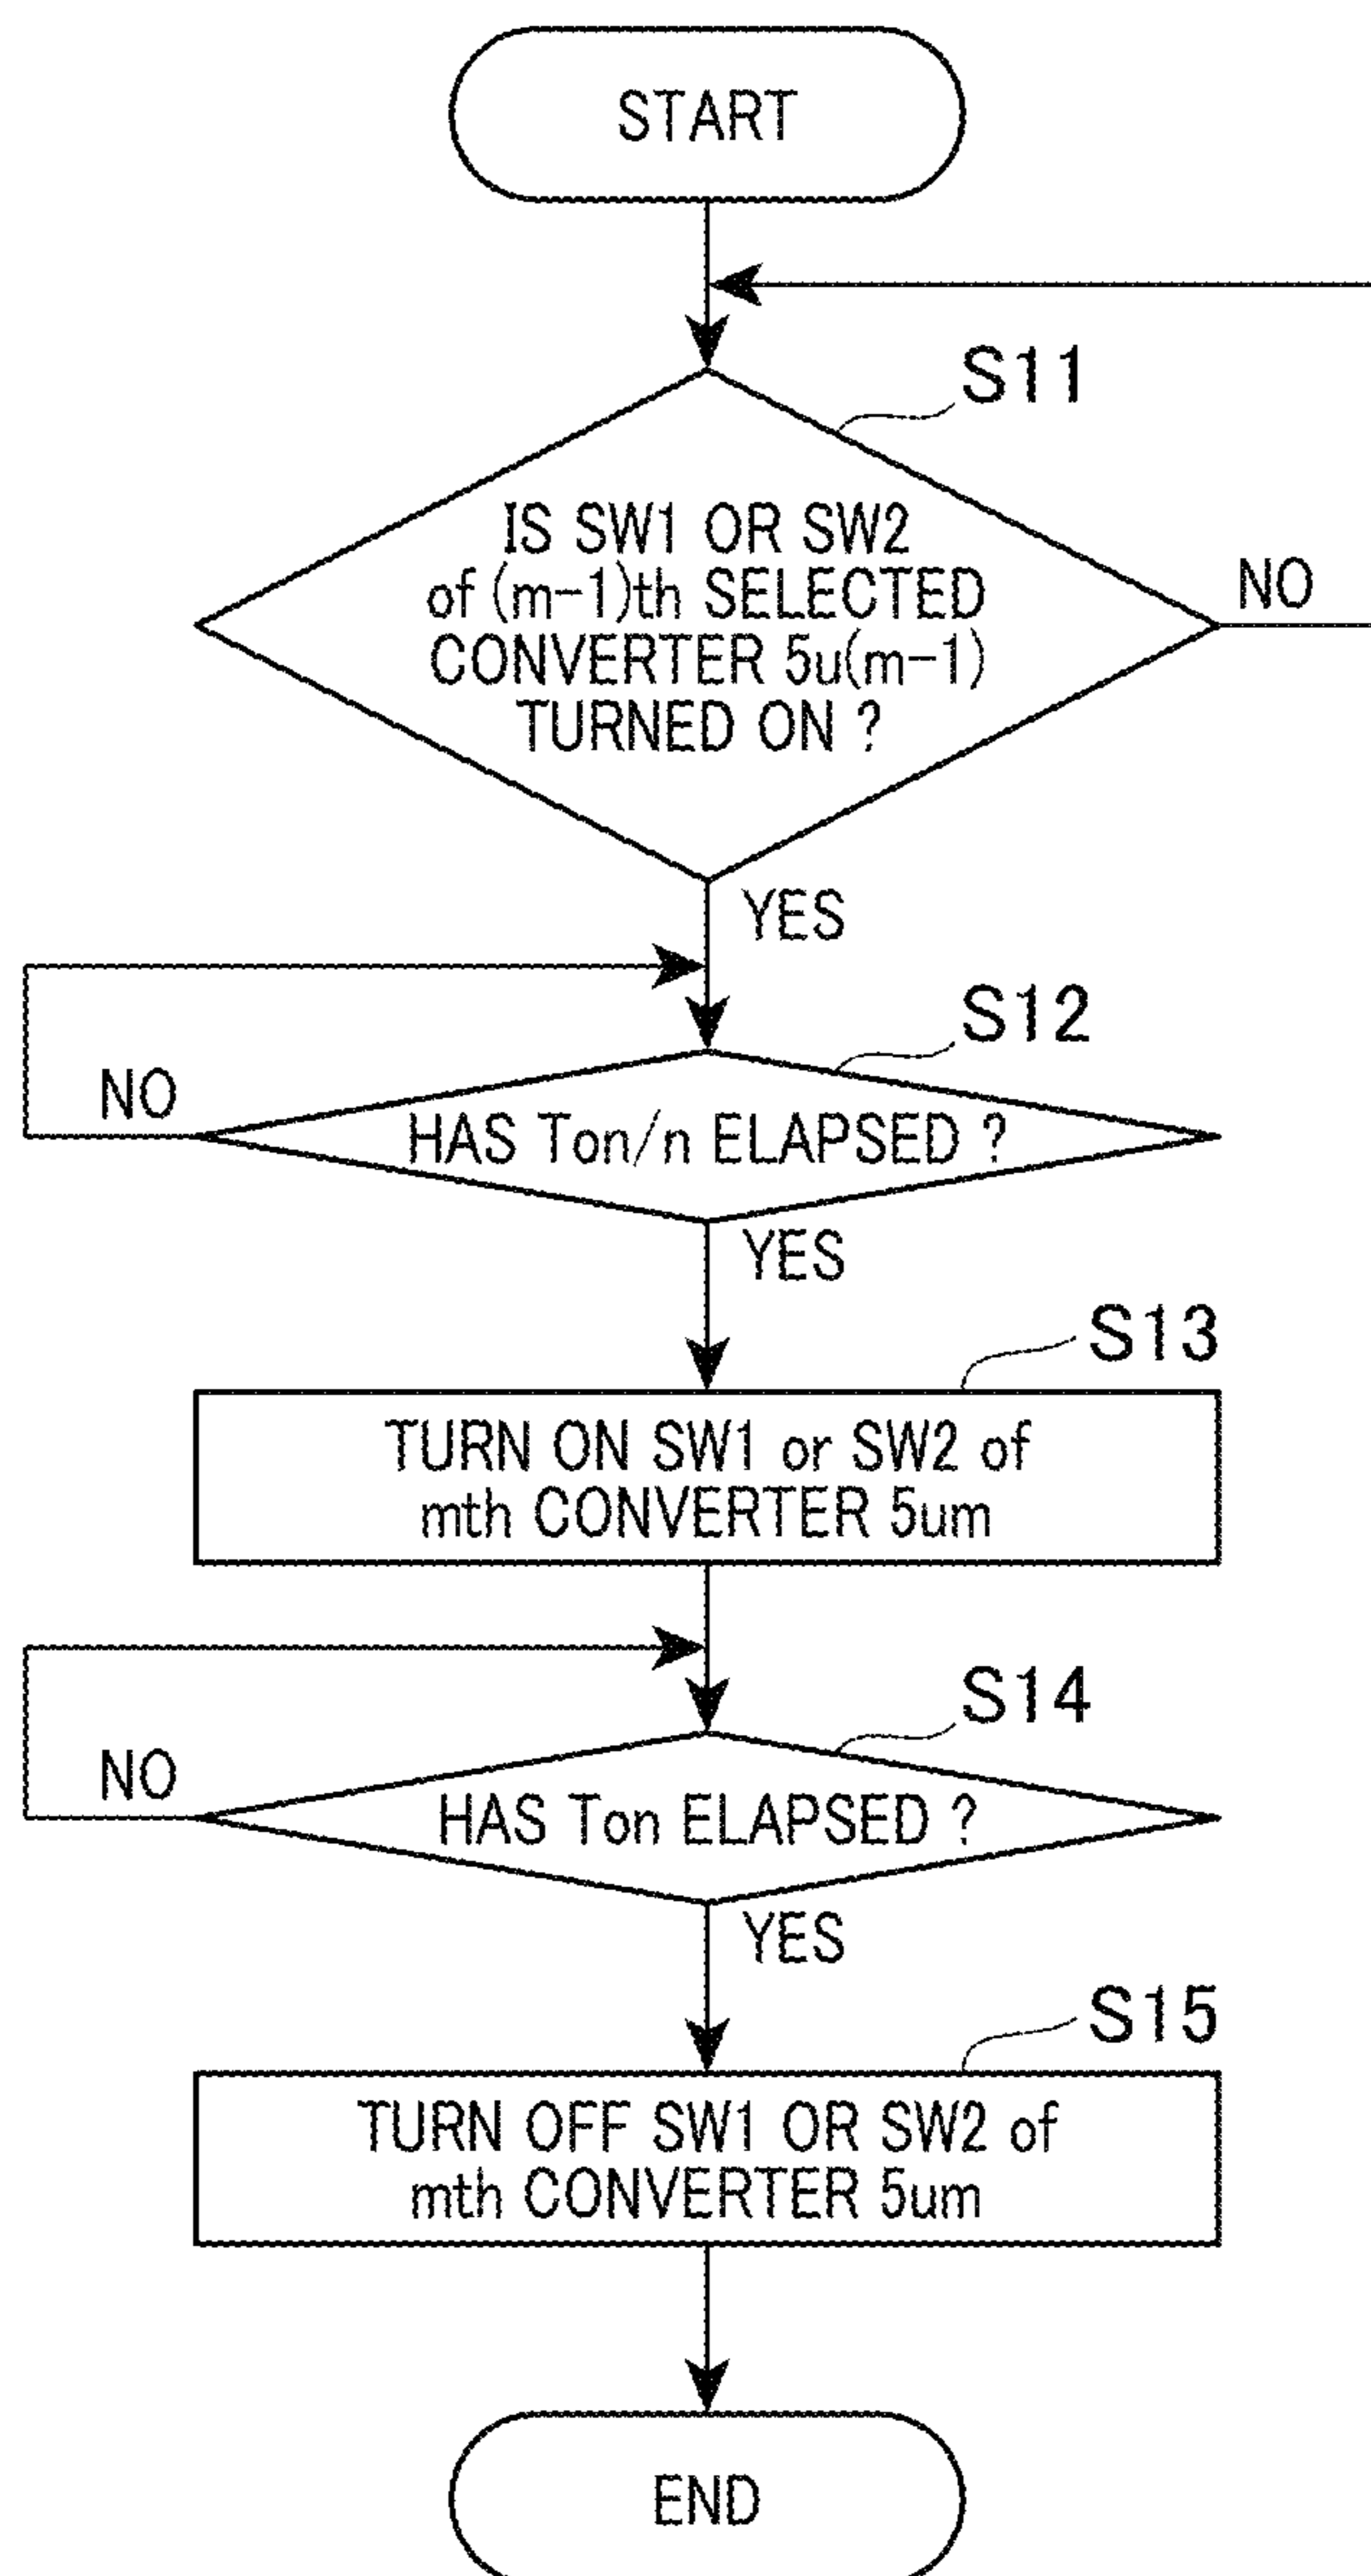 START
S11
IS SW1 OR SW2
of (m-1)th SELECTED
CONVERTER 5u(m-1)
TURNED ON ?
NO
YES
S12
NO
HAS Ton/n ELAPSED ?
YES
S13
TURN ON SW1 or SW2 of
mth CONVERTER 5um
S14
NO
HAS Ton ELAPSED ?
YES
S15
TURN OFF SW1 OR SW2 of
mth CONVERTER 5um
END